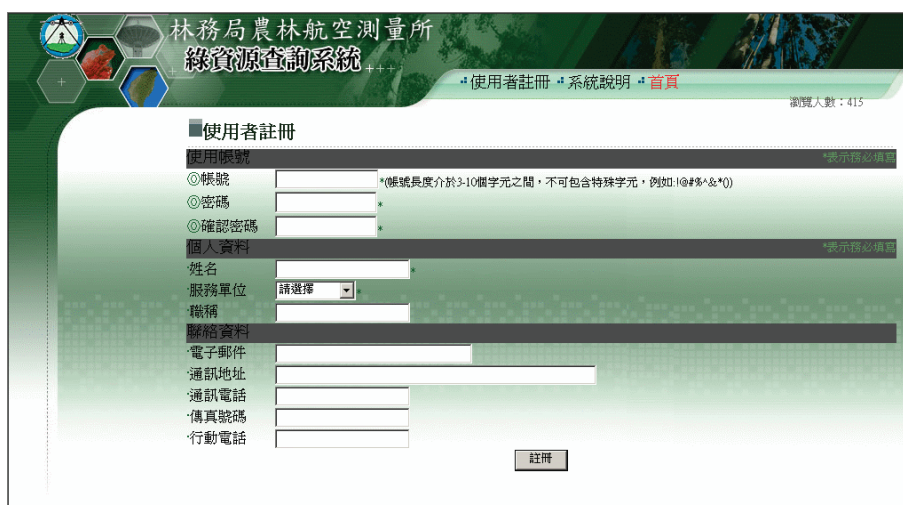 林務局農林航空測量所
綠資源查詢系統
使用者註冊 系統說明 首頁
瀏覽人數：415
使用者註冊
使用帳號 *表示務必填寫
◎帳號 *(帳號長度介於3-10個字元之間，不可包含特殊字元，例如:!@#%^&*())
◎密碼 *
◎確認密碼 *
個人資料 *表示務必填寫
·姓名 *
·服務單位 請選擇 *
·職稱
聯絡資料
·電子郵件
·通訊地址
·通訊電話
·傳真號碼
·行動電話
註冊